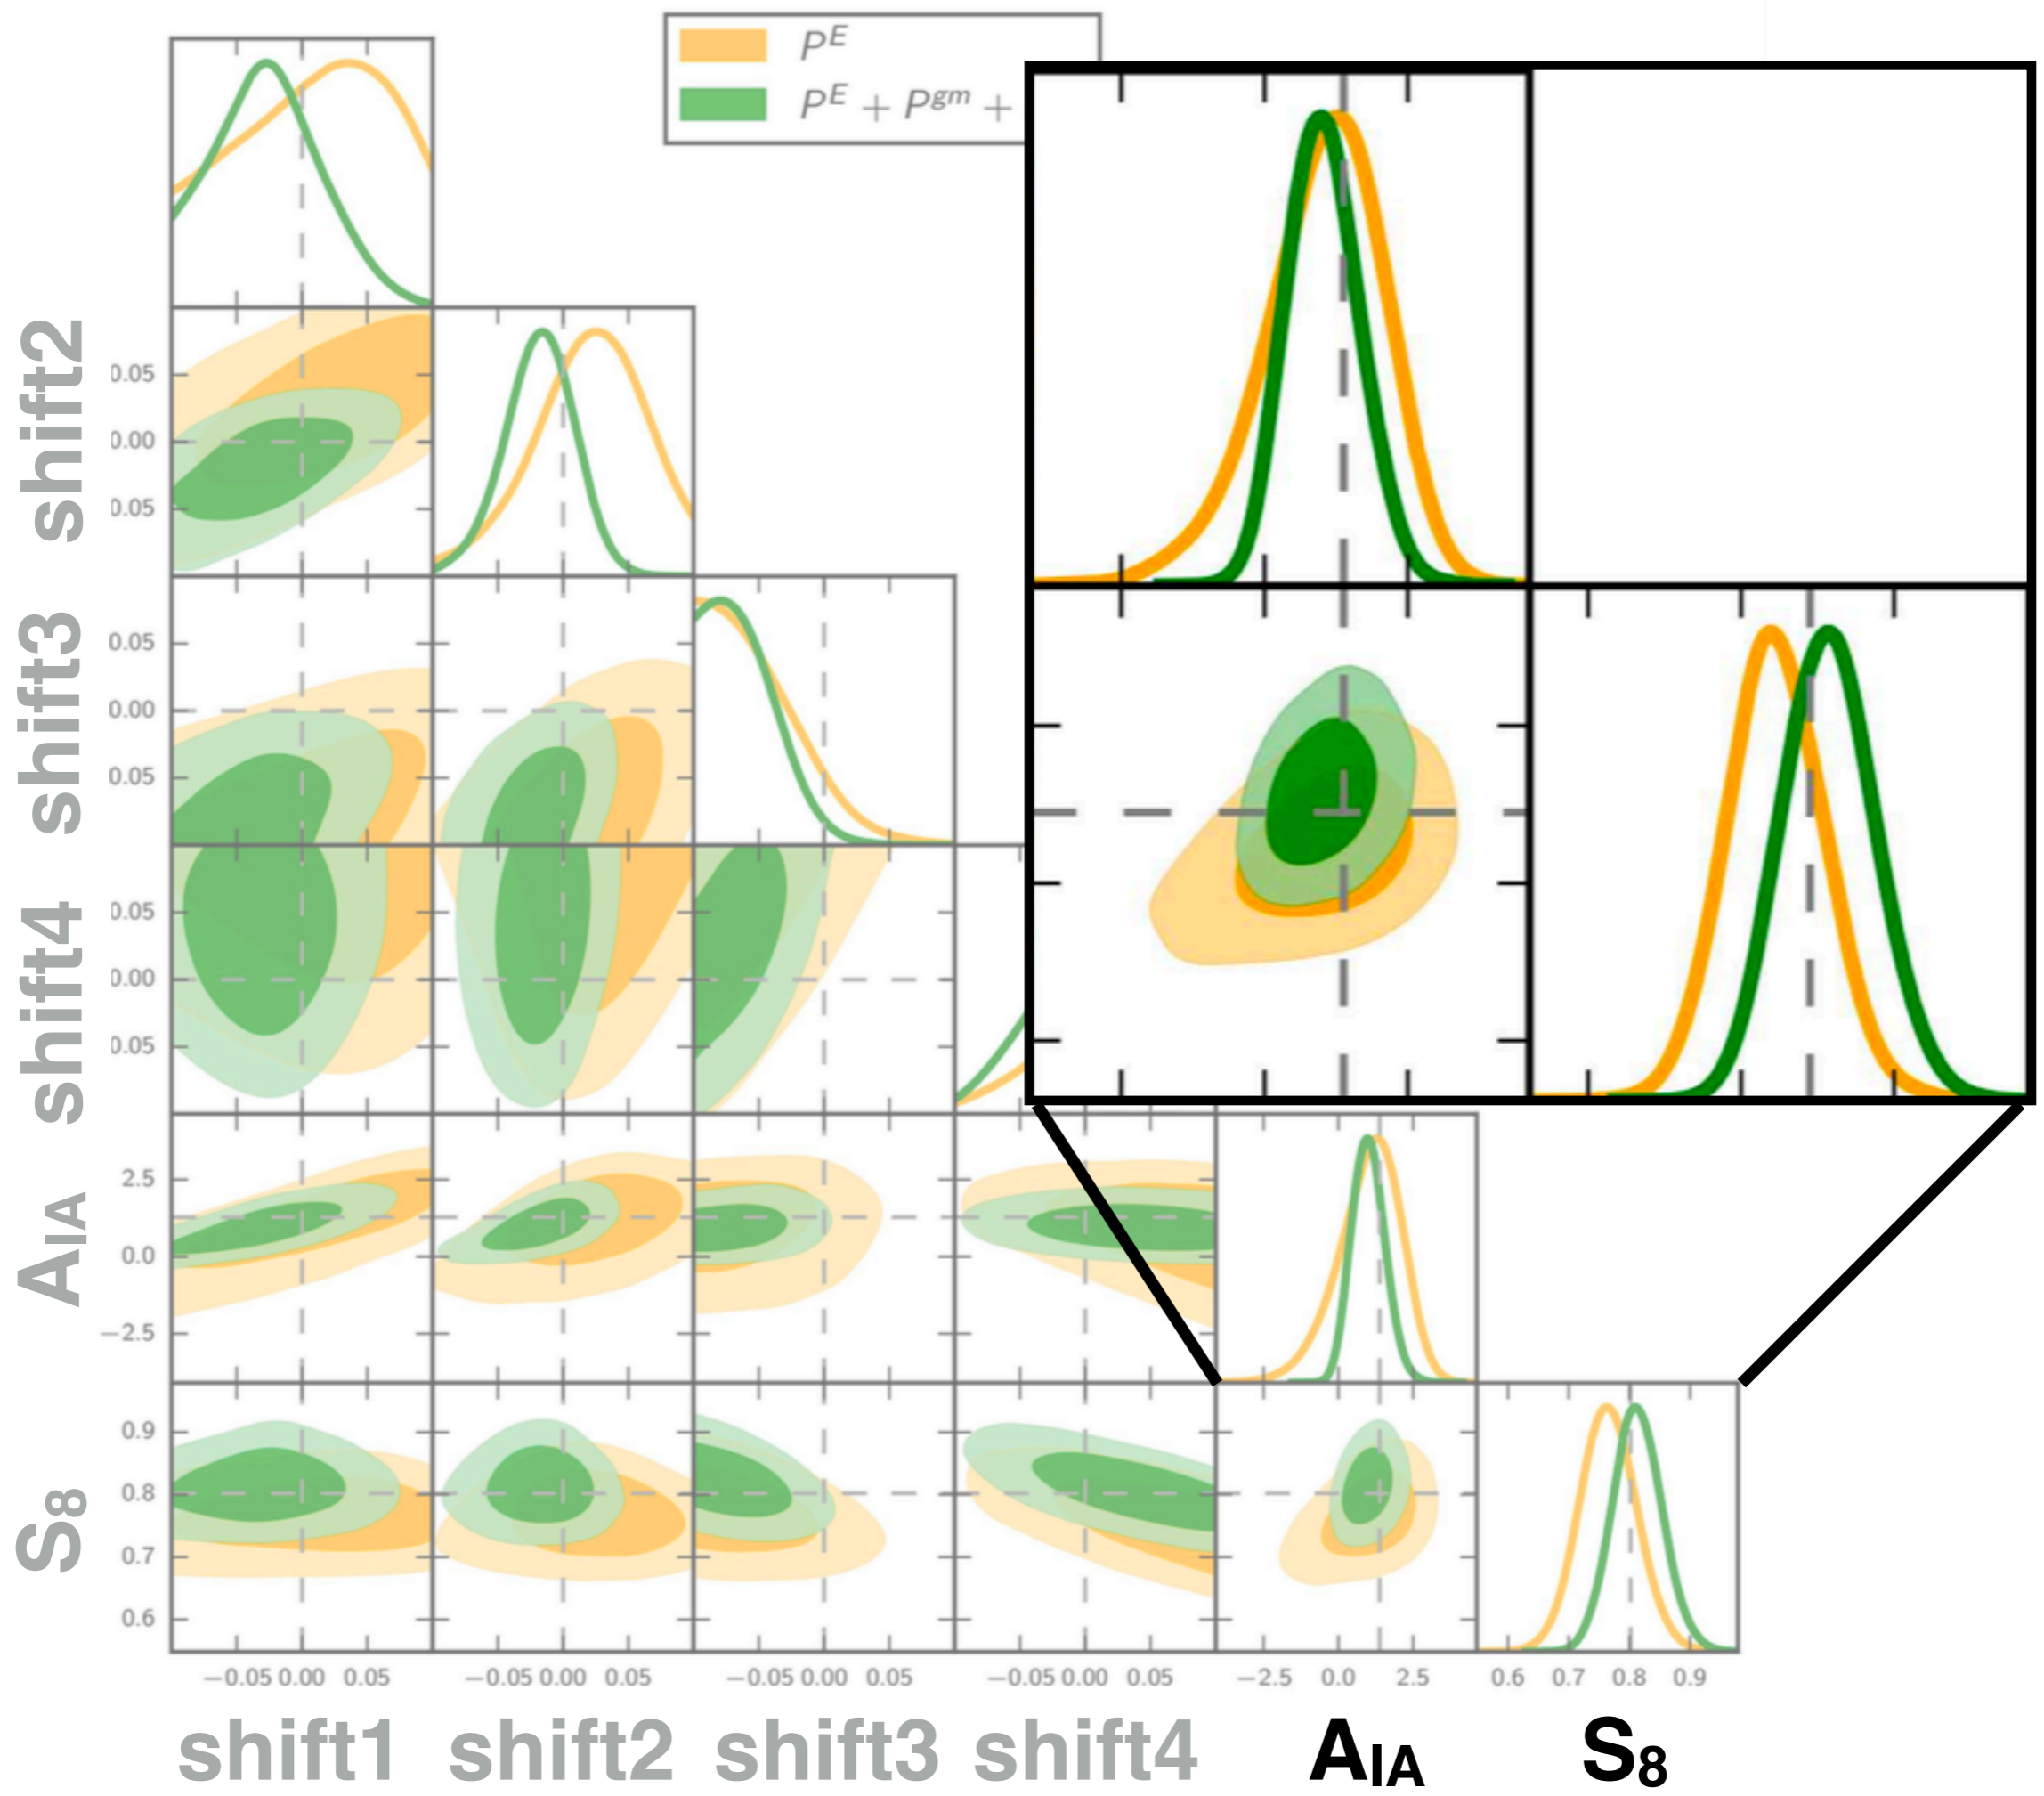 P^E
P^E + P^gm +
shift2
0.05
0.00
0.05
shift3
0.05
0.00
0.05
shift4
0.05
0.00
0.05
A_IA
2.5
0.0
−2.5
S_8
0.9
0.8
0.7
0.6
−0.05 0.00 0.05 −0.05 0.00 0.05 −0.05 0.00 0.05 −0.05 0.00 0.05 −2.5 0.0 2.5 0.6 0.7 0.8 0.9
shift1 shift2 shift3 shift4 A_IA S_8